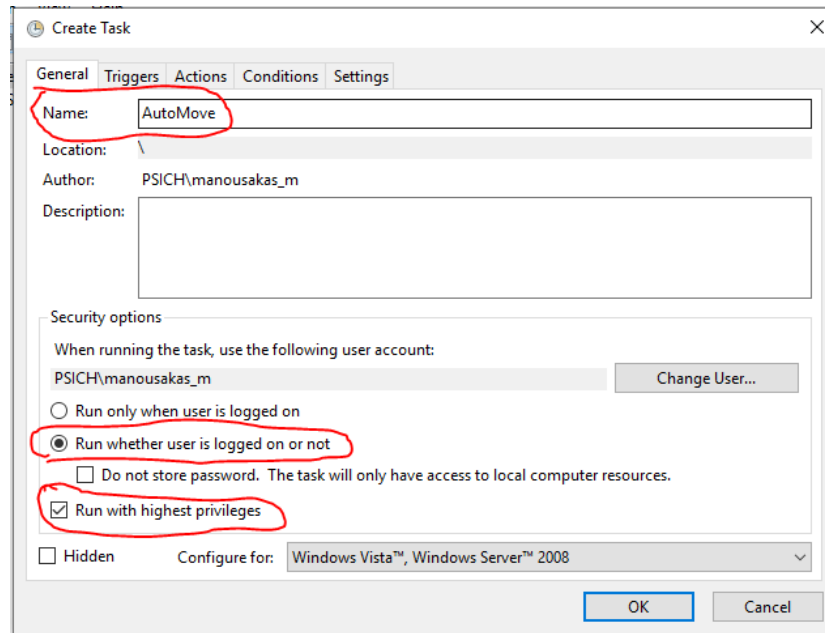 Create Task
General Triggers Actions Conditions Settings
Name: AutoMove
Location: \
Author: PSICH\manousakas_m
Description:
Security options
When running the task, use the following user account:
PSICH\manousakas_m Change User...
Run only when user is logged on
Run whether user is logged on or not
Do not store password. The task will only have access to local computer resources.
Run with highest privileges
Hidden Configure for: Windows Vista™, Windows Server™ 2008
OK Cancel